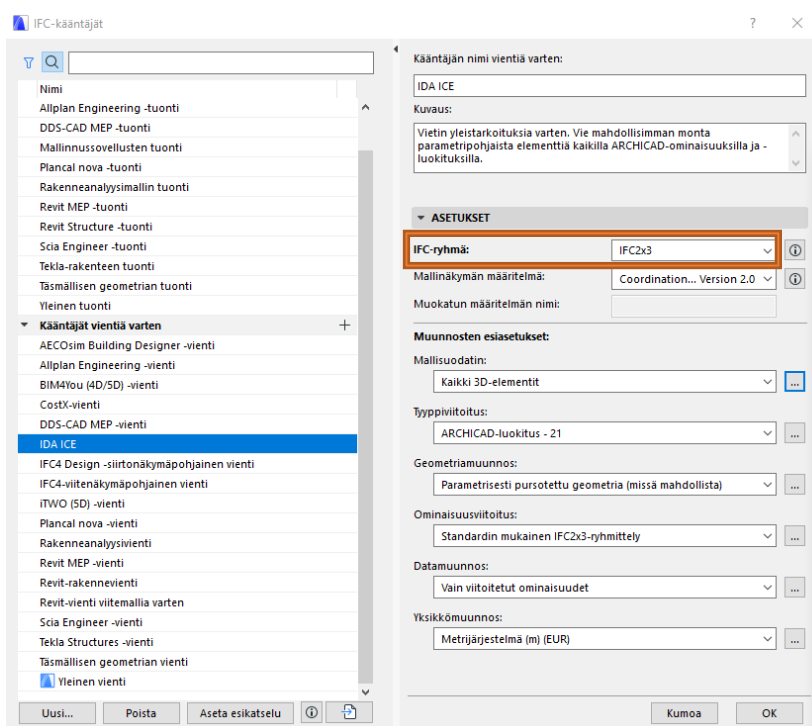 IFC-kääntäjät
Nimi
Allplan Engineering -tuonti
DDS-CAD MEP -tuonti
Mallinnussovellusten tuonti
Plancal nova -tuonti
Rakenneanalyysimallin tuonti
Revit MEP -tuonti
Revit Structure -tuonti
Scia Engineer -tuonti
Tekla-rakenteen tuonti
Täsmällisen geometrian tuonti
Yleinen tuonti
Kääntäjät vientiä varten
AECOsim Building Designer -vienti
Allplan Engineering -vienti
BIM4You (4D/5D) -vienti
CostX-vienti
DDS-CAD MEP -vienti
IDA ICE
IFC4 Design -siirtonäkymäpohjainen vienti
IFC4-viitenäkymäpohjainen vienti
iTWO (5D) -vienti
Plancal nova -vienti
Rakenneanalyysivienti
Revit MEP -vienti
Revit-rakennevienti
Revit-vienti viitemallia varten
Scia Engineer -vienti
Tekla Structures -vienti
Täsmällisen geometrian vienti
Yleinen vienti
Uusi... Poista Aseta esikatselu
Kääntäjän nimi vientiä varten:
IDA ICE
Kuvaus:
Vietin yleistarkoituksia varten. Vie mahdollisimman monta
parametripohjaista elementtiä kaikilla ARCHICAD-ominaisuuksilla ja -
luokituksilla.
ASETUKSET
IFC-ryhmä: IFC2x3
Mallinäkymän määritelmä: Coordination... Version 2.0
Muokatun määritelmän nimi:
Muunnosten esiasetukset:
Mallisuodatin:
Kaikki 3D-elementit ...
Tyyppiviitoitus:
ARCHICAD-luokitus - 21 ...
Geometriamuunnos:
Parametrisesti pursotettu geometria (missä mahdollista) ...
Ominaisuusviitoitus:
Standardin mukainen IFC2x3-ryhmittely ...
Datamuunnos:
Vain viitoitetut ominaisuudet ...
Yksikkömuunnos:
Metrijärjestelmä (m) (EUR) ...
Kumoa OK